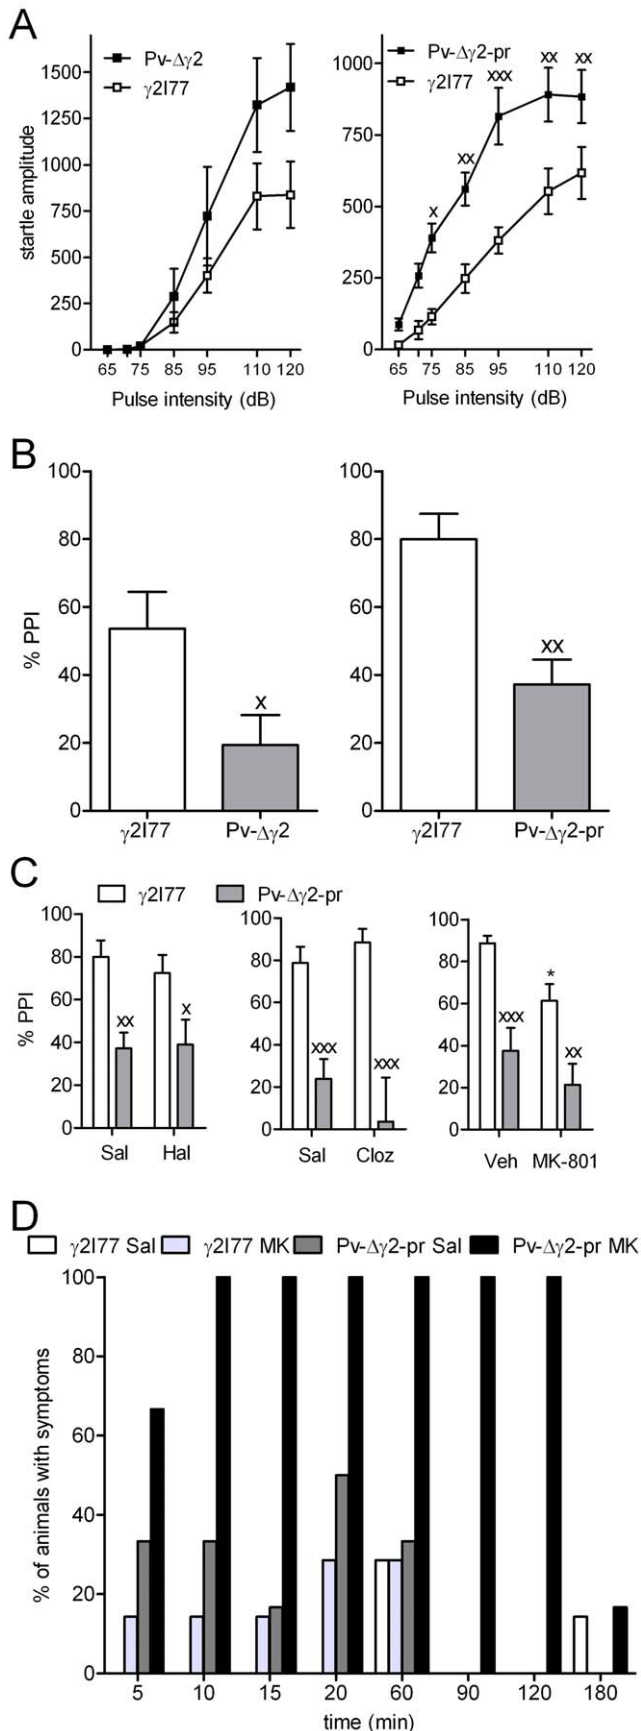 A
Pv-Δγ2
γ2I77
startle amplitude
1500
1250
1000
750
500
250
0
65 75 85 95 110 120
Pulse intensity (dB)
Pv-Δγ2-pr
γ2I77
x xx xxx xx xx
1000
750
500
250
0
65 75 85 95 110 120
Pulse intensity (dB)
B
% PPI
100
80
60
40
20
0
x
γ2I77 Pv-Δγ2
100
80
60
40
20
0
xx
γ2I77 Pv-Δγ2-pr
C
γ2I77 Pv-Δγ2-pr
% PPI
100
80
60
40
20
0
xx x
Sal Hal
100
80
60
40
20
0
xxx xxx
Sal Cloz
100
80
60
40
20
0
xxx * xx
Veh MK-801
D
γ2I77 Sal γ2I77 MK Pv-Δγ2-pr Sal Pv-Δγ2-pr MK
% of animals with symptoms
100
80
60
40
20
0
5 10 15 20 60 90 120 180
time (min)